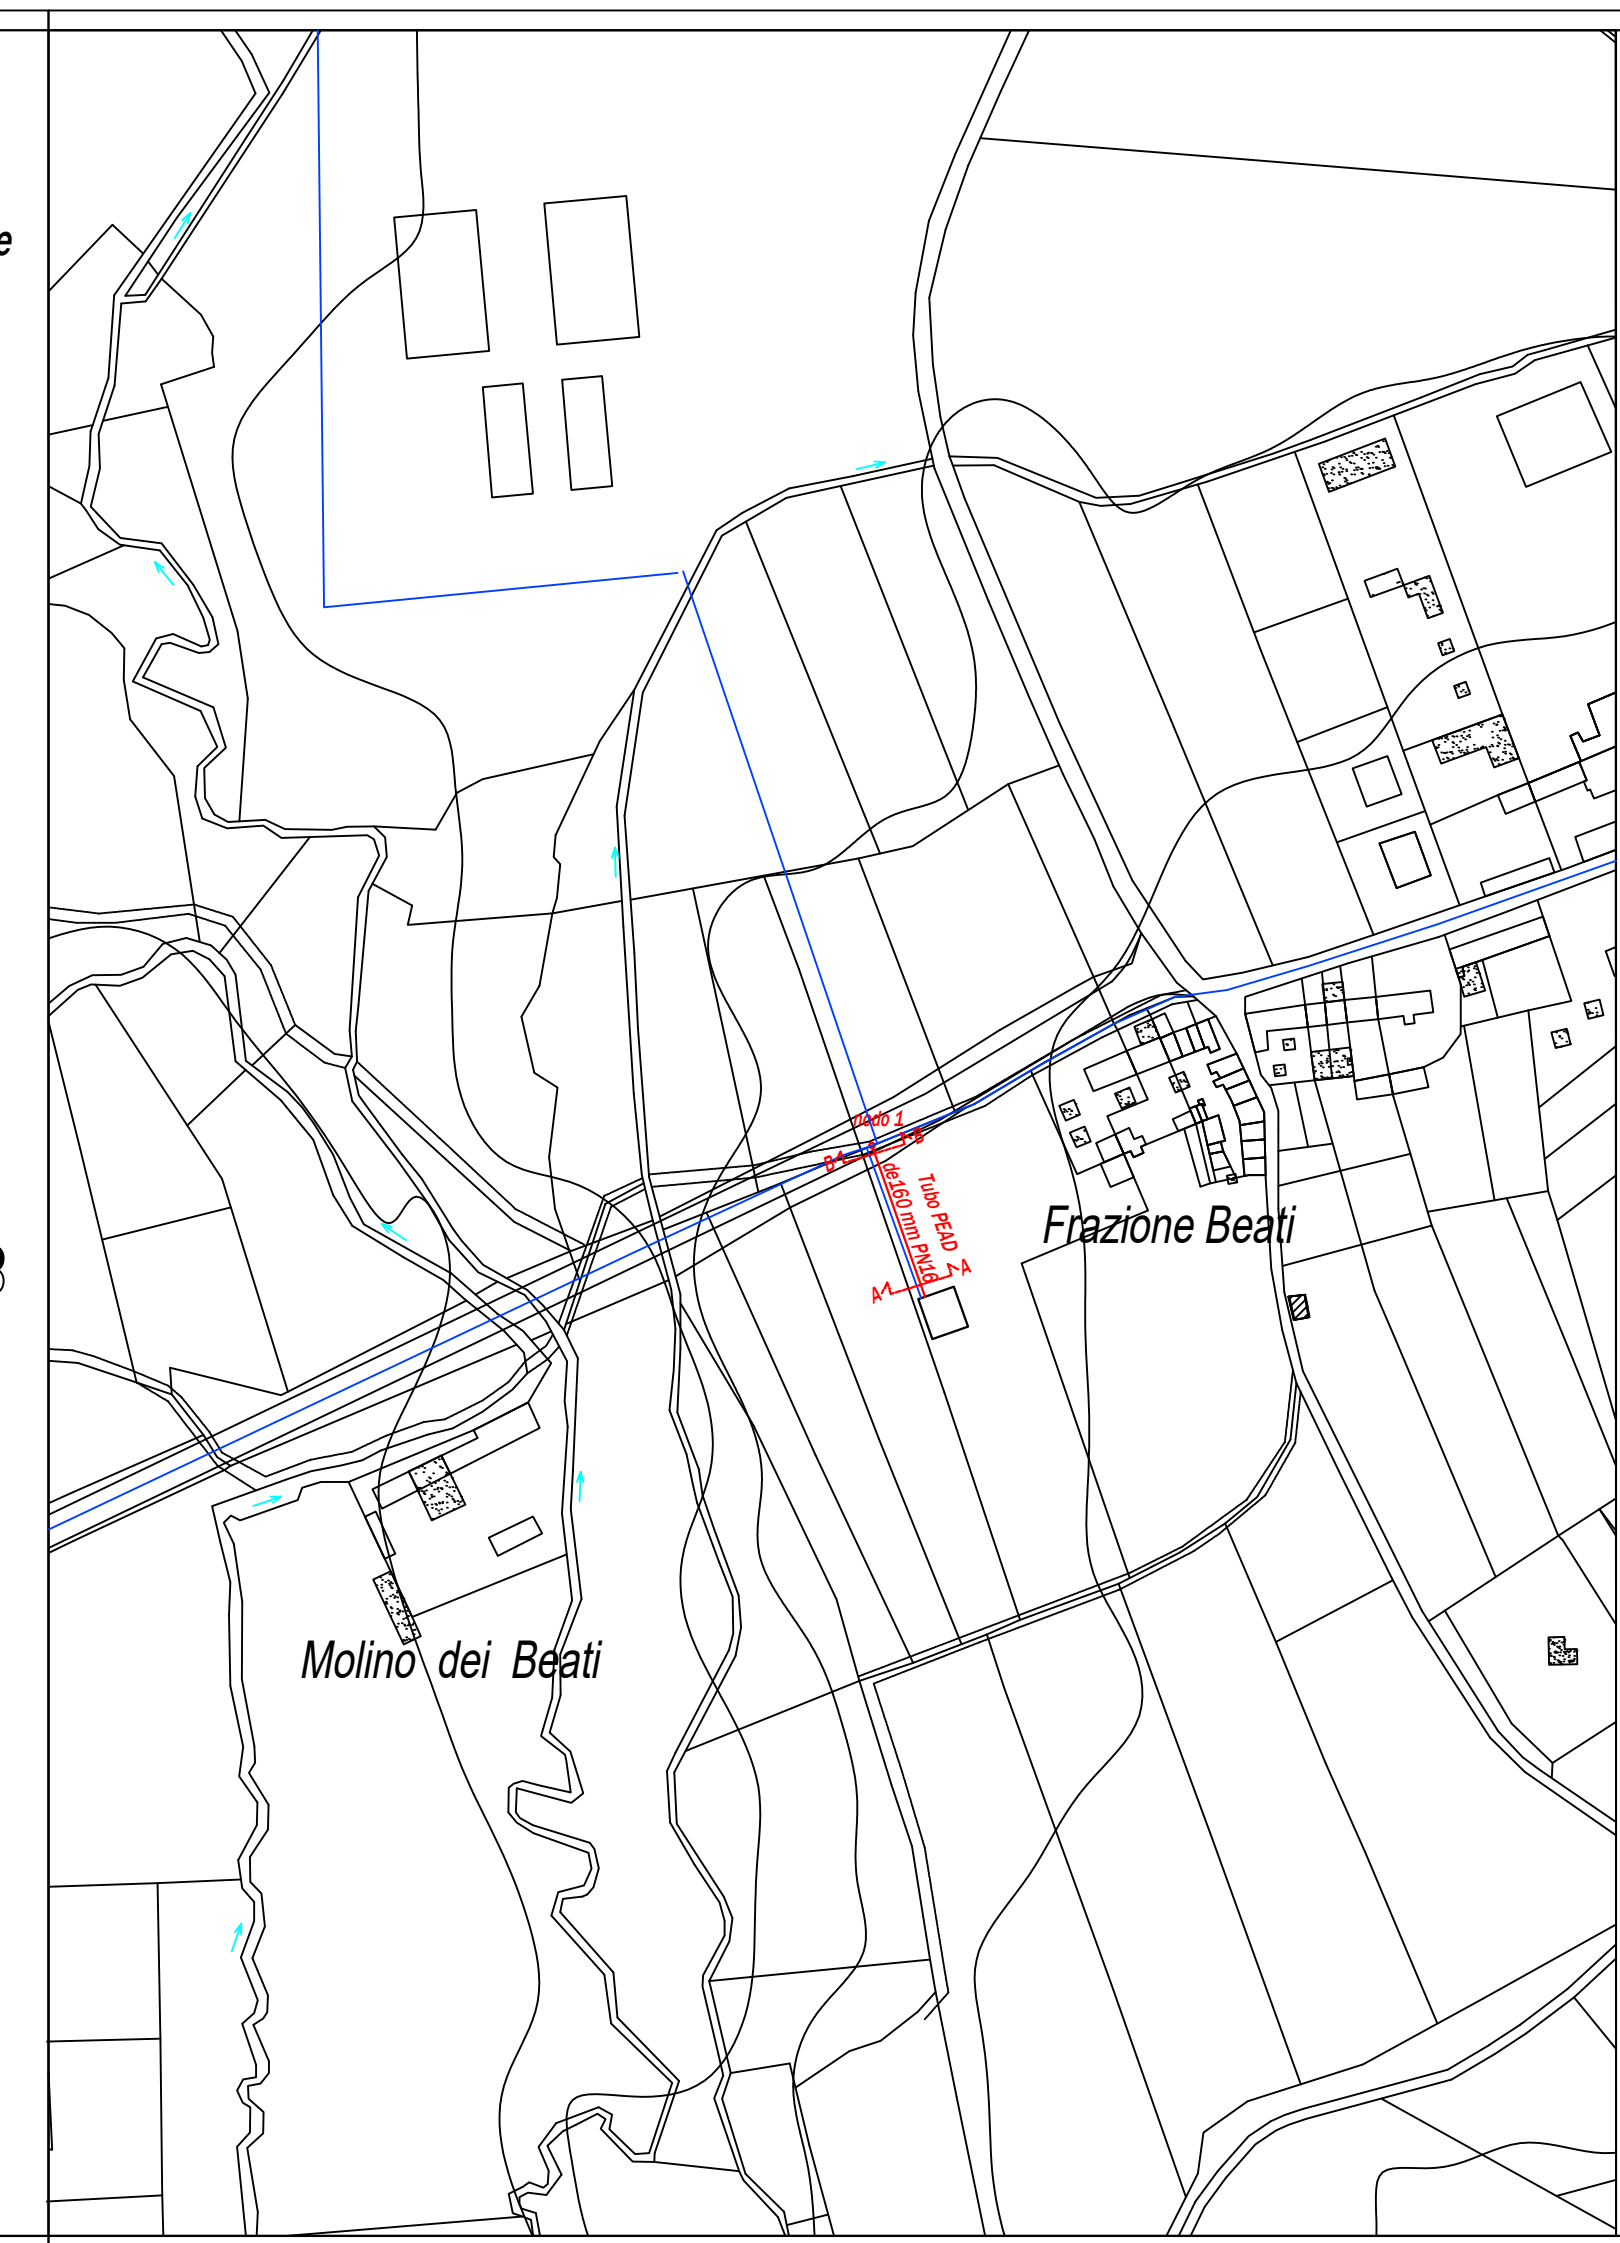 e
nodo 1
B
B
Tubo PEAD
de160 mm PN16
A
A
Frazione Beati
Molino dei Beati